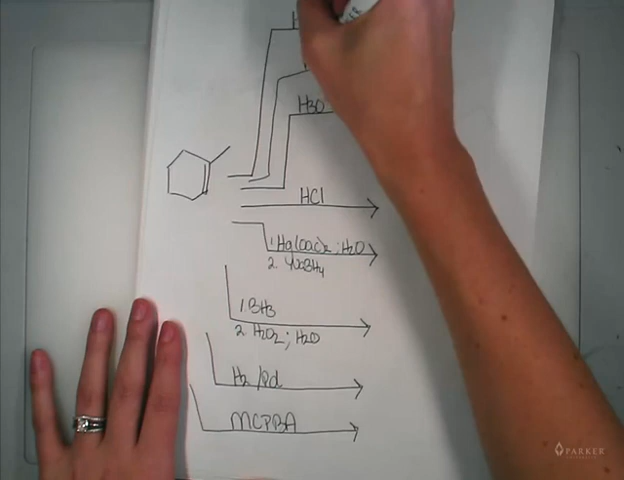 H
H3O
HCl
1. Hg(OAc)2 ; H2O
2. NaBH4
1. BH3
2. H2O2 ; H2O
H2 /Pd
MCPBA
PARKER